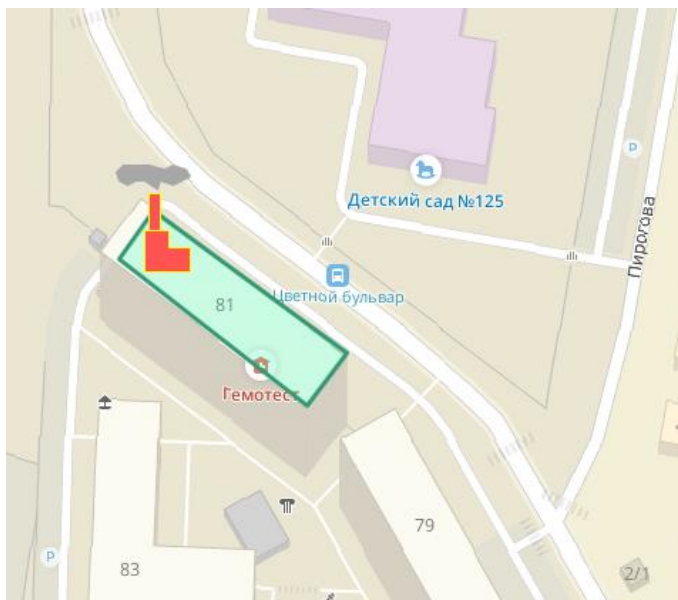 P
Детский сад №125
Пирогова
Цветной бульвар
81
Гемотест
79
P
83
2/1